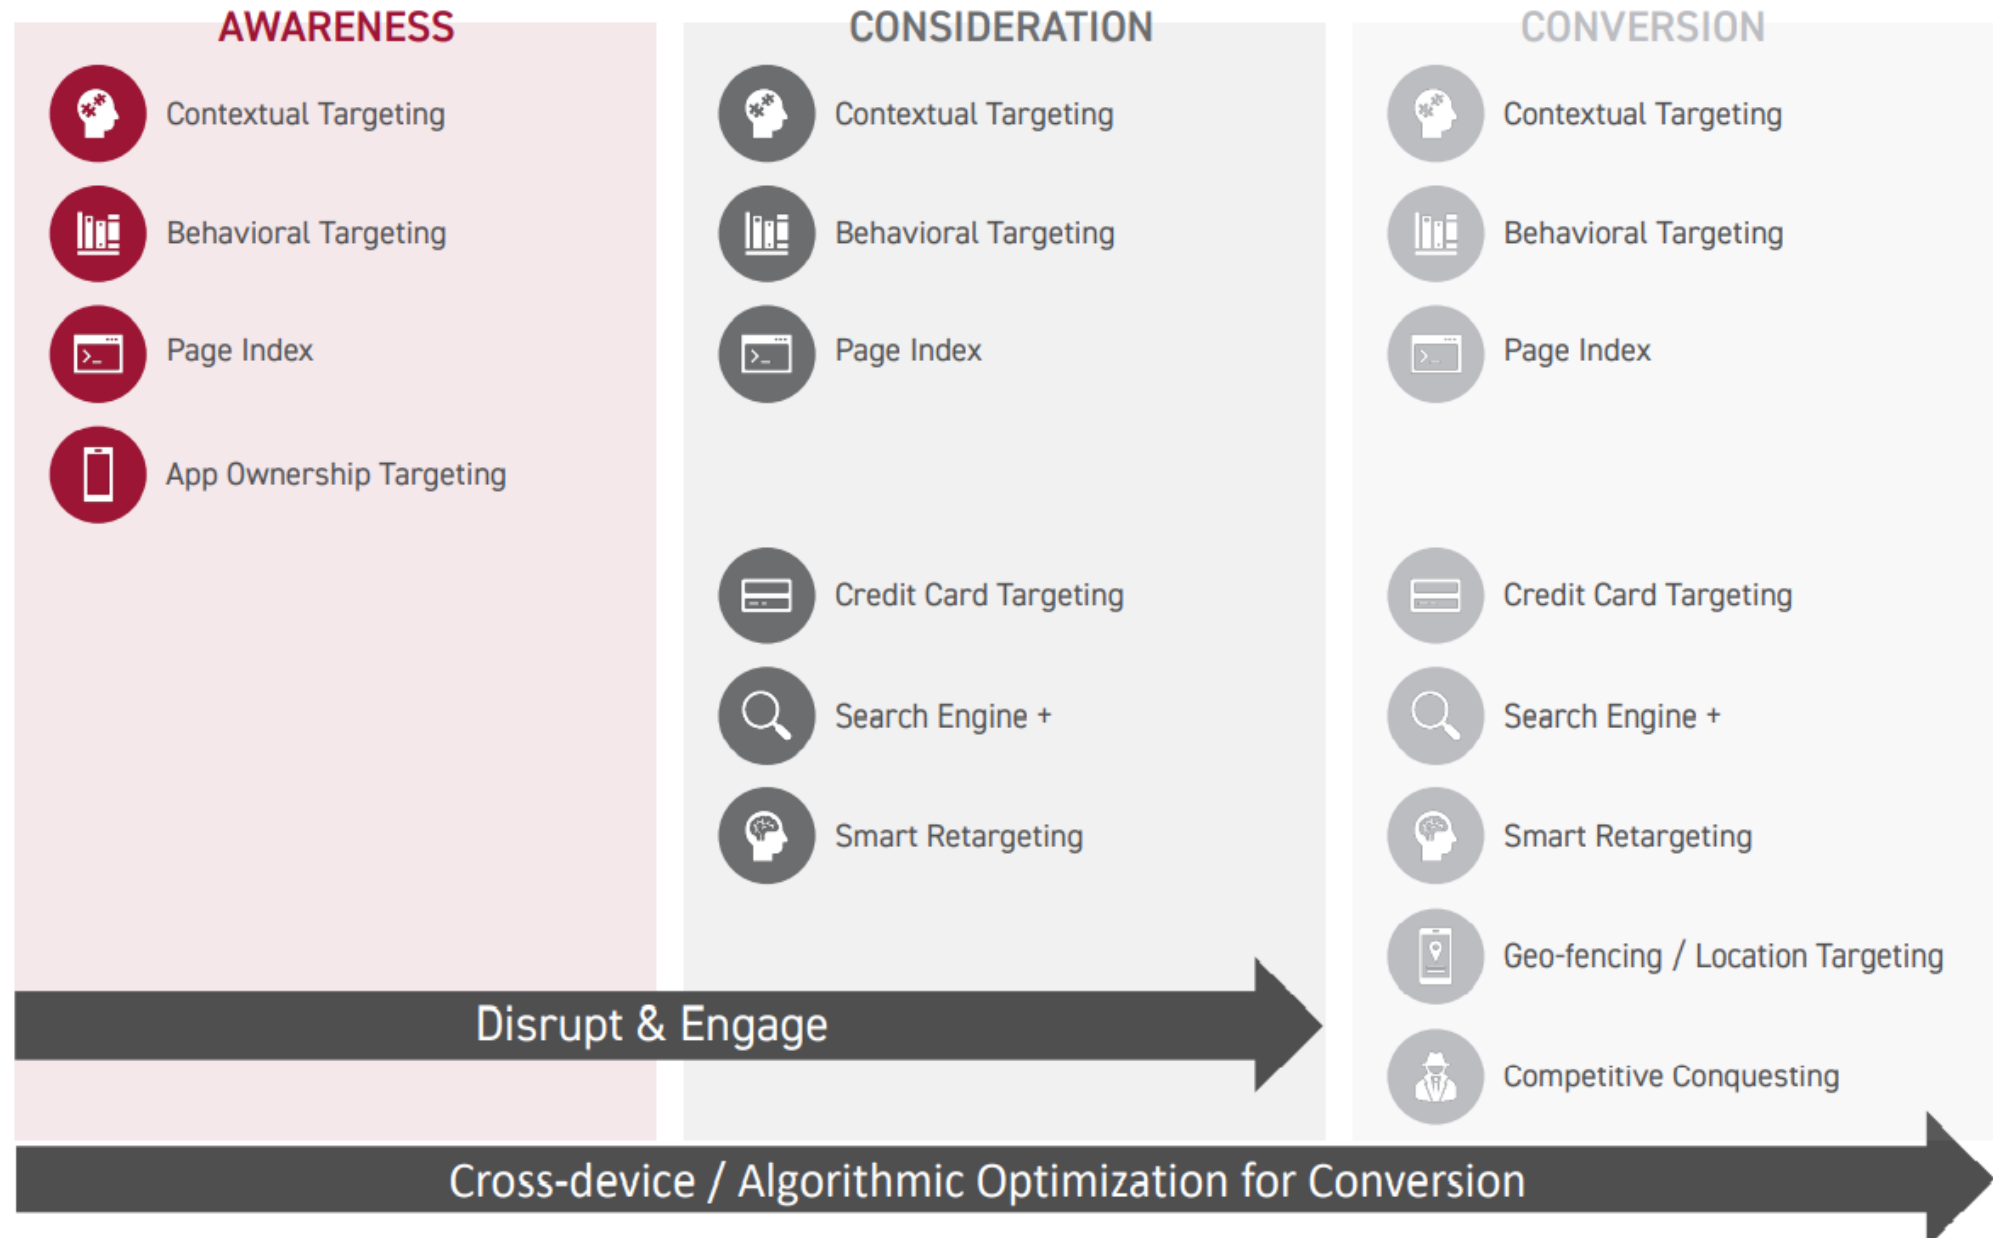 AWARENESS
Contextual Targeting
Behavioral Targeting
Page Index
App Ownership Targeting
CONSIDERATION
Contextual Targeting
Behavioral Targeting
Page Index
Credit Card Targeting
Search Engine +
Smart Retargeting
CONVERSION
Contextual Targeting
Behavioral Targeting
Page Index
Credit Card Targeting
Search Engine +
Smart Retargeting
Geo-fencing / Location Targeting
Competitive Conquesting
Disrupt & Engage
Cross-device / Algorithmic Optimization for Conversion